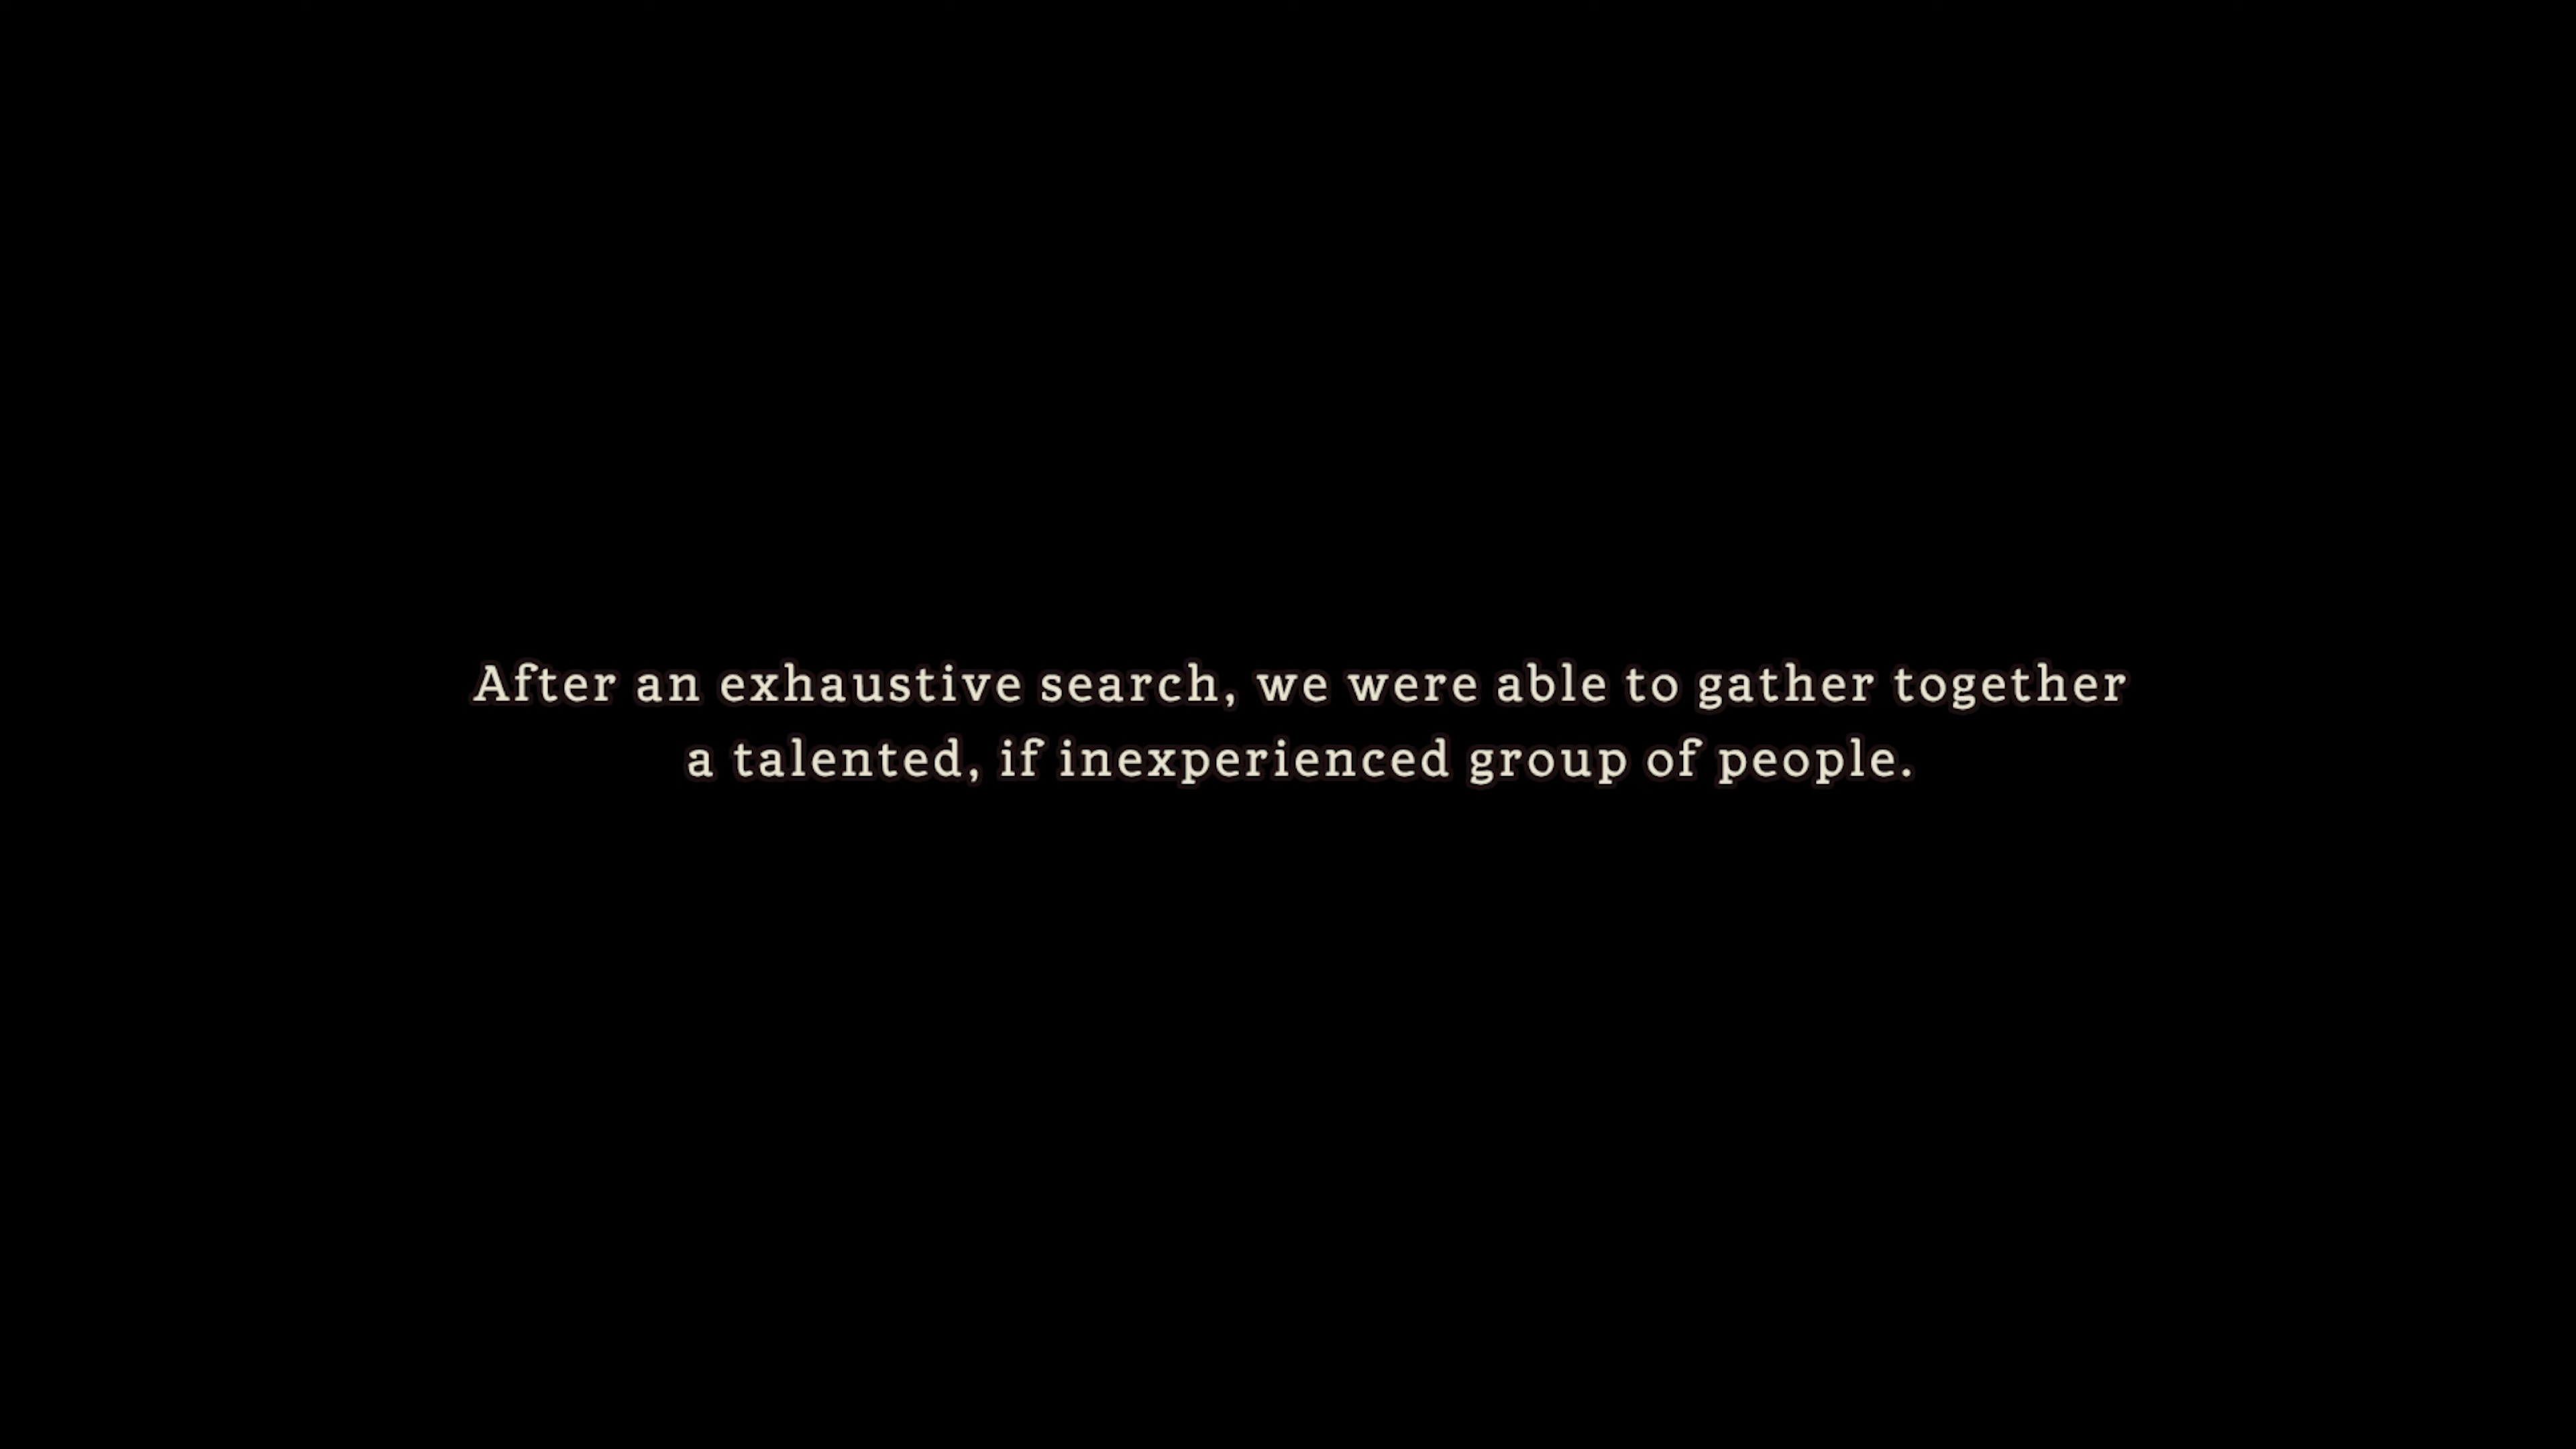 After an exhaustive search, we were able to gather together
a talented, if inexperienced group of people.